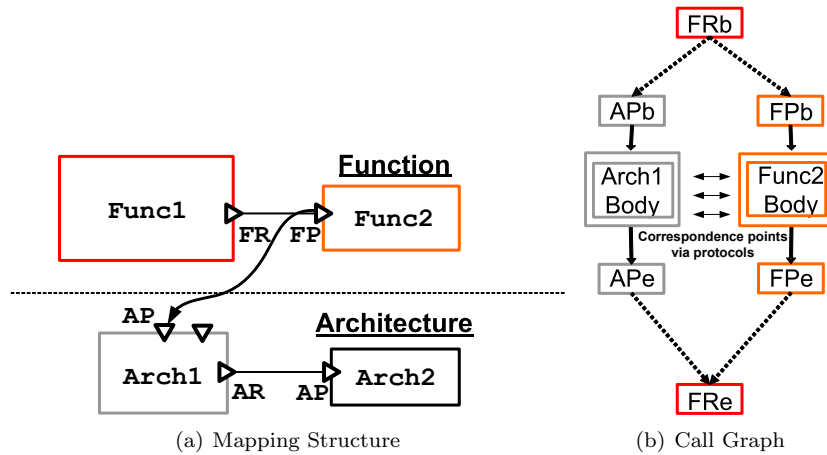 Function
Func1
Func2
FR
FP
AP
Architecture
Arch1
Arch2
AR
AP
(a) Mapping Structure
FRb
APb
FPb
Arch1
Body
Func2
Body
Correspondence points
via protocols
APe
FPe
FRe
(b) Call Graph